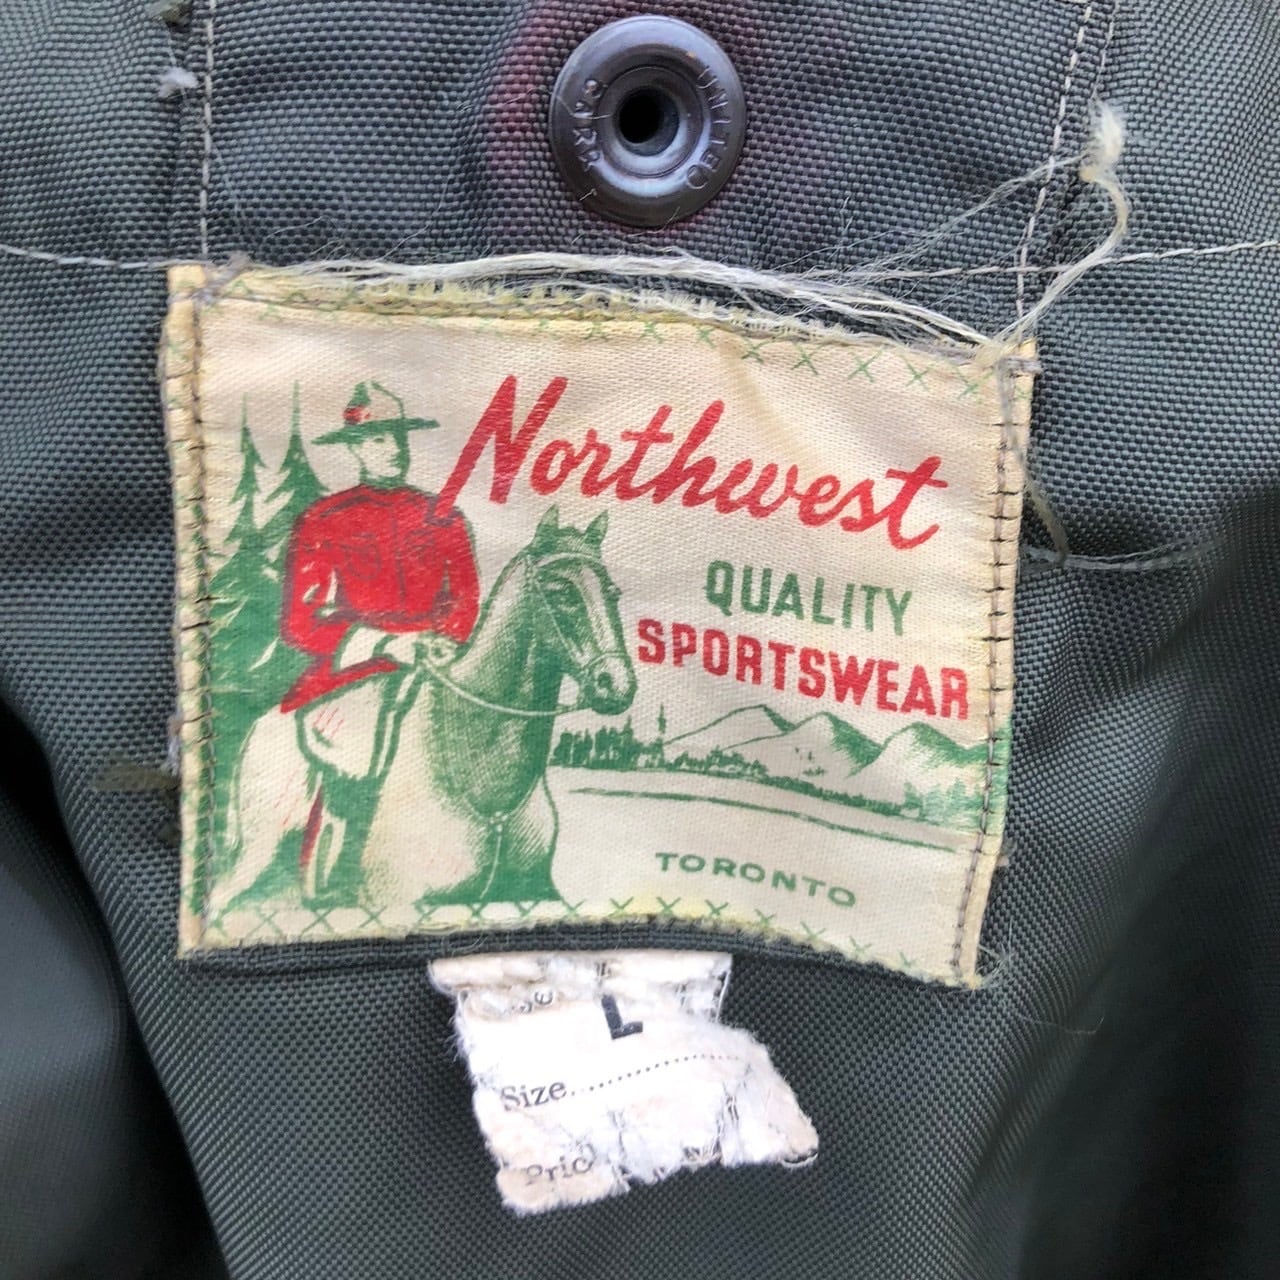 UNITED
CARR
Northwest
QUALITY
SPORTSWEAR
TORONTO
L
Size